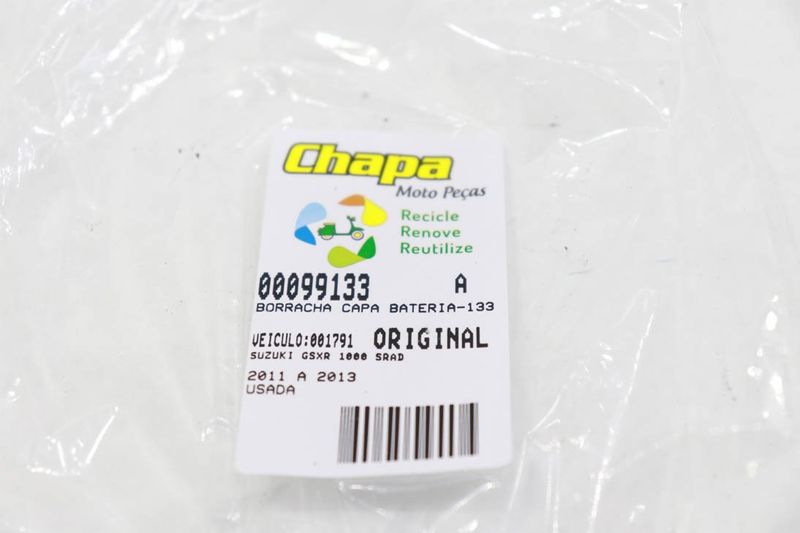 Chapa
Moto Peças
Recicle
Renove
Reutilize
00099133 A
BORRACHA CAPA BATERIA-133
VEICULO:001791 ORIGINAL
SUZUKI GSXR 1000 SRAD
2011 A 2013
USADA